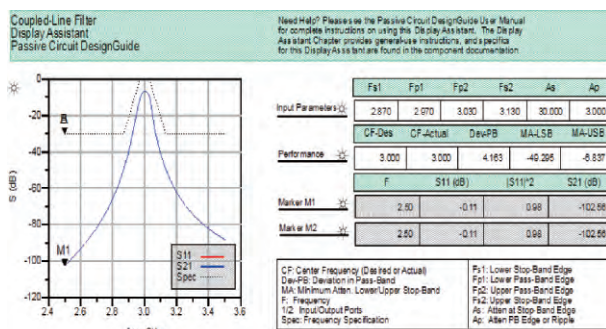 Coupled-Line Filter
Display Assistant
Passive Circuit DesignGuide
Need Help? Please see the Passive Circuit DesignGuide User Manual
for complete instructions on using this Display Assistant. The Display
Assistant Chapter provides general-use instructions, and specifics
for this Display Assistant are found in the component documentation
Fs1 Fp1 Fp2 Fs2 As Ap
Input Parameters 2.870 2.970 3.030 3.130 30.000 3.000
CF-Des CF-Actual Dev-PB MA-LSB MA-USB
Performance 3.000 3.000 4.163 -49.295 -6.837
F S11 (dB) |S11|^2 S21 (dB)
Marker M1 2.50 -0.11 0.98 -102.56
Marker M2 2.50 -0.11 0.98 -102.56
CF: Center Frequency (Desired or Actual)
Dev-PB: Deviation in Pass-Band
MA: Minimum Atten. Lower/Upper Stop-Band
F: Frequency
1/2 Input/Output Ports
Spec: Frequency Specification
Fs1: Lower Stop-Band Edge
Fp1: Lower Pass-Band Edge
Fp2: Upper Pass-Band Edge
Fs2: Upper Stop-Band Edge
As: Atten at Stop-Band Edge
Ap: Atten PB Edge or Ripple
S (dB)
0
-20
-40
-60
-80
-100
-120
M1
S11
S21
Spec
2.4 2.6 2.8 3.0 3.2 3.4 3.6